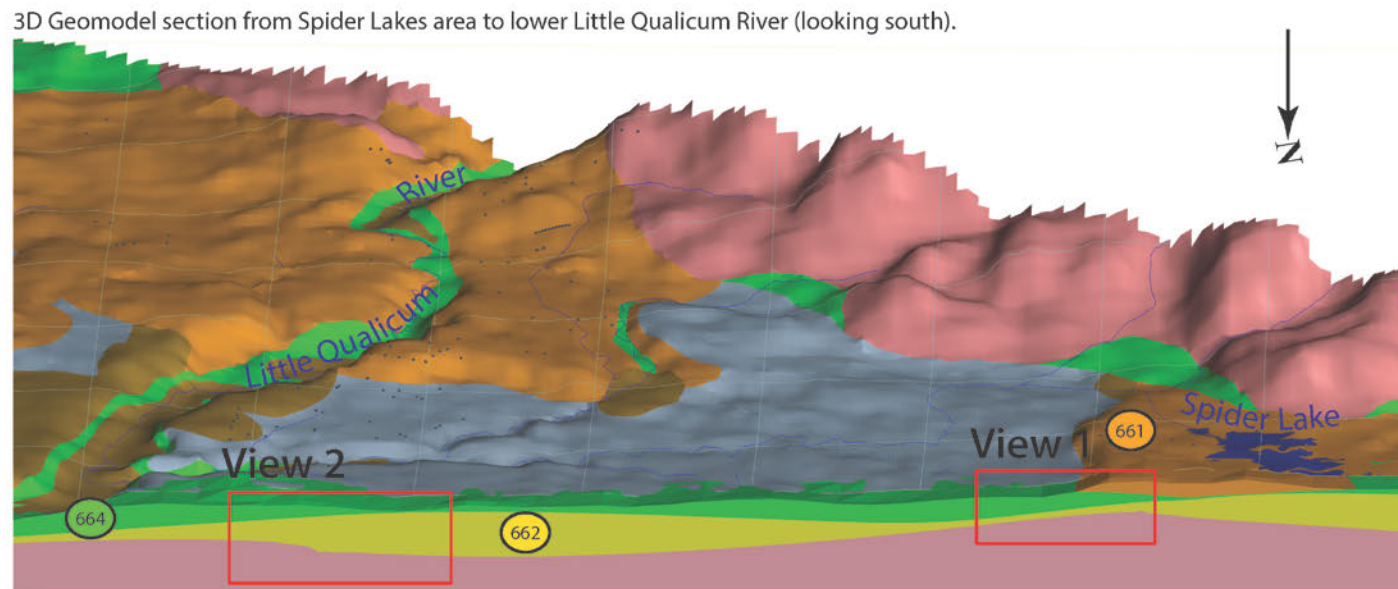 3D Geomodel section from Spider Lakes area to lower Little Qualicum River (looking south).
N
River
Little Qualicum
Spider Lake
661
View 1
View 2
664
662